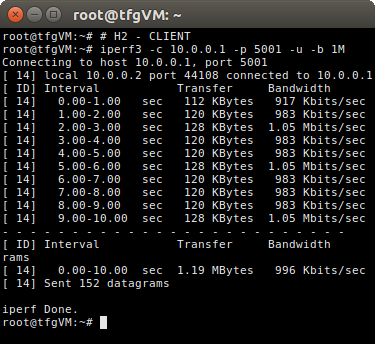 root@tfgVM: ~
root@tfgVM:~# # H2 - CLIENT
root@tfgVM:~# iperf3 -c 10.0.0.1 -p 5001 -u -b 1M
Connecting to host 10.0.0.1, port 5001
[ 14] local 10.0.0.2 port 44108 connected to 10.0.0.1
[ ID] Interval           Transfer     Bandwidth
[ 14]   0.00-1.00   sec   112 KBytes   917 Kbits/sec
[ 14]   1.00-2.00   sec   120 KBytes   983 Kbits/sec
[ 14]   2.00-3.00   sec   128 KBytes  1.05 Mbits/sec
[ 14]   3.00-4.00   sec   120 KBytes   983 Kbits/sec
[ 14]   4.00-5.00   sec   120 KBytes   983 Kbits/sec
[ 14]   5.00-6.00   sec   128 KBytes  1.05 Mbits/sec
[ 14]   6.00-7.00   sec   120 KBytes   983 Kbits/sec
[ 14]   7.00-8.00   sec   120 KBytes   983 Kbits/sec
[ 14]   8.00-9.00   sec   120 KBytes   983 Kbits/sec
[ 14]   9.00-10.00  sec   128 KBytes  1.05 Mbits/sec
- - - - - - - - - - - - - - - - - - - - - - - - -
[ ID] Interval           Transfer     Bandwidth
rams
[ 14]   0.00-10.00  sec  1.19 MBytes   996 Kbits/sec
[ 14] Sent 152 datagrams
iperf Done.
root@tfgVM:~#